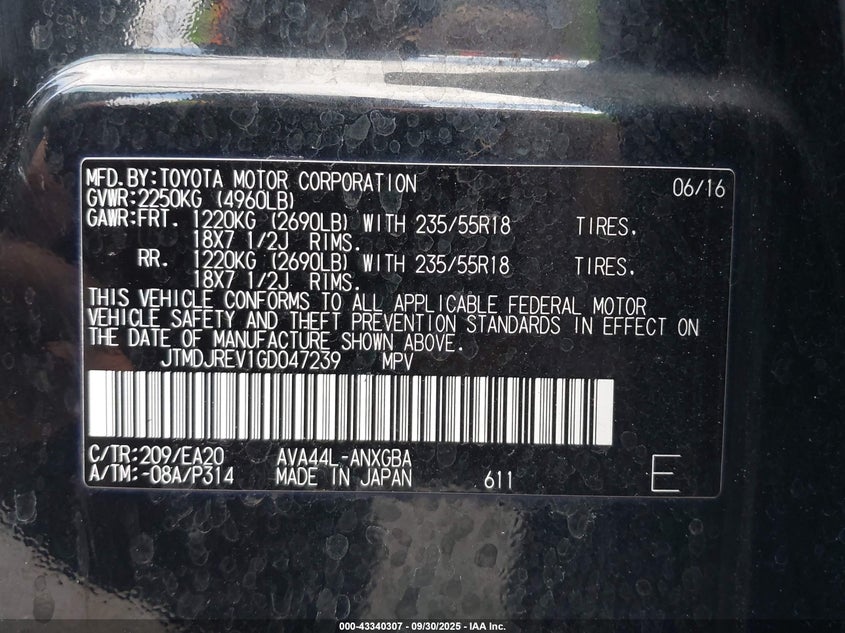 MFD.BY:TOYOTA MOTOR CORPORATION 06/16
GVWR:2250KG (4960LB)
GAWR:FRT. 1220KG (2690LB) WITH 235/55R18 TIRES.
18X7 1/2J RIMS.
RR. 1220KG (2690LB) WITH 235/55R18 TIRES.
18X7 1/2J RIMS.
THIS VEHICLE CONFORMS TO ALL APPLICABLE FEDERAL MOTOR
VEHICLE SAFETY AND THEFT PREVENTION STANDARDS IN EFFECT ON
THE DATE OF MANUFACTURE SHOWN ABOVE.
JTMDJREV1GD047239 MPV
C/TR:209/EA20 AVA44L-ANXGBA
A/TM:-08A/P314 MADE IN JAPAN 611 E
000-43340307 - 09/30/2025 - IAA Inc.